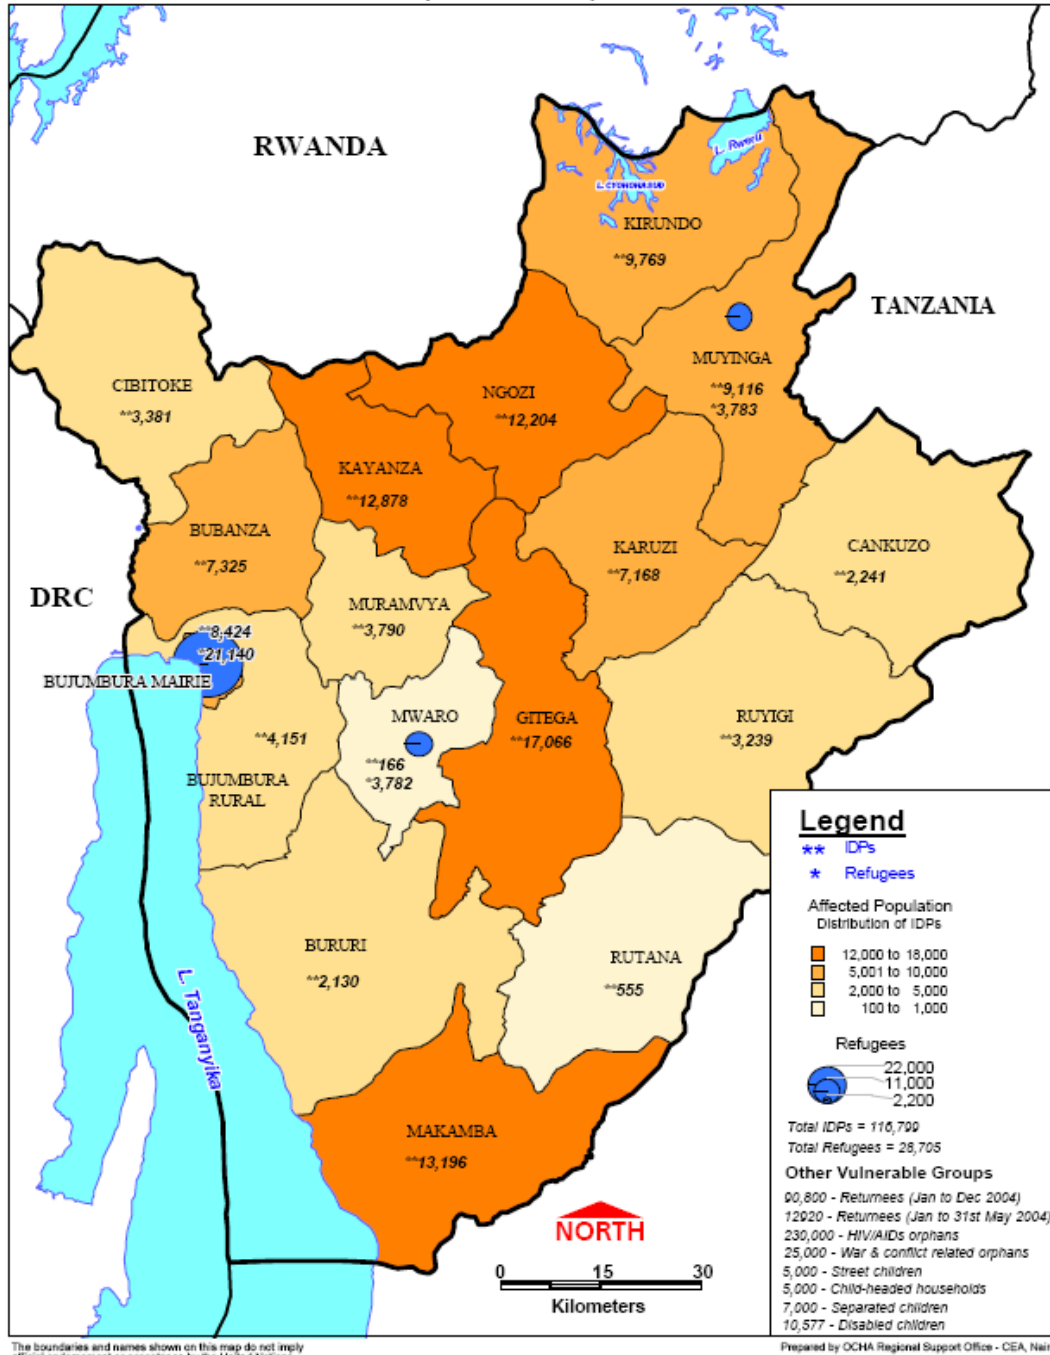 RWANDA
L. Rweru
L. CYOHOHA SUD
KIRUNDO
**9,769
TANZANIA
MUYINGA
**9,116
*3,783
CIBITOKE
**3,381
NGOZI
**12,204
KAYANZA
**12,878
BUBANZA
**7,325
KARUZI
**7,168
CANKUZO
**2,241
DRC
MURAMVYA
**3,790
**8,424
*21,140
BUJUMBURA MAIRIE
MWARO
**166
*3,782
GITEGA
**17,066
RUYIGI
**3,239
**4,151
BUJUMBURA
RURAL
BURURI
**2,130
RUTANA
**555
L. Tanganyika
MAKAMBA
**13,196
NORTH
0 15 30
Kilometers
Legend
** IDPs
* Refugees
Affected Population
Distribution of IDPs
12,000 to 18,000
5,001 to 10,000
2,000 to 5,000
100 to 1,000
Refugees
22,000
11,000
2,200
Total IDPs = 116,799
Total Refugees = 28,705
Other Vulnerable Groups
90,800 - Returnees (Jan to Dec 2004)
12920 - Returnees (Jan to 31st May 2004)
230,000 - HIV/AIDs orphans
25,000 - War & conflict related orphans
5,000 - Street children
5,000 - Child-headed households
7,000 - Separated children
10,577 - Disabled children
The boundaries and names shown on this map do not imply
Prepared by OCHA Regional Support Office - CEA, Nair